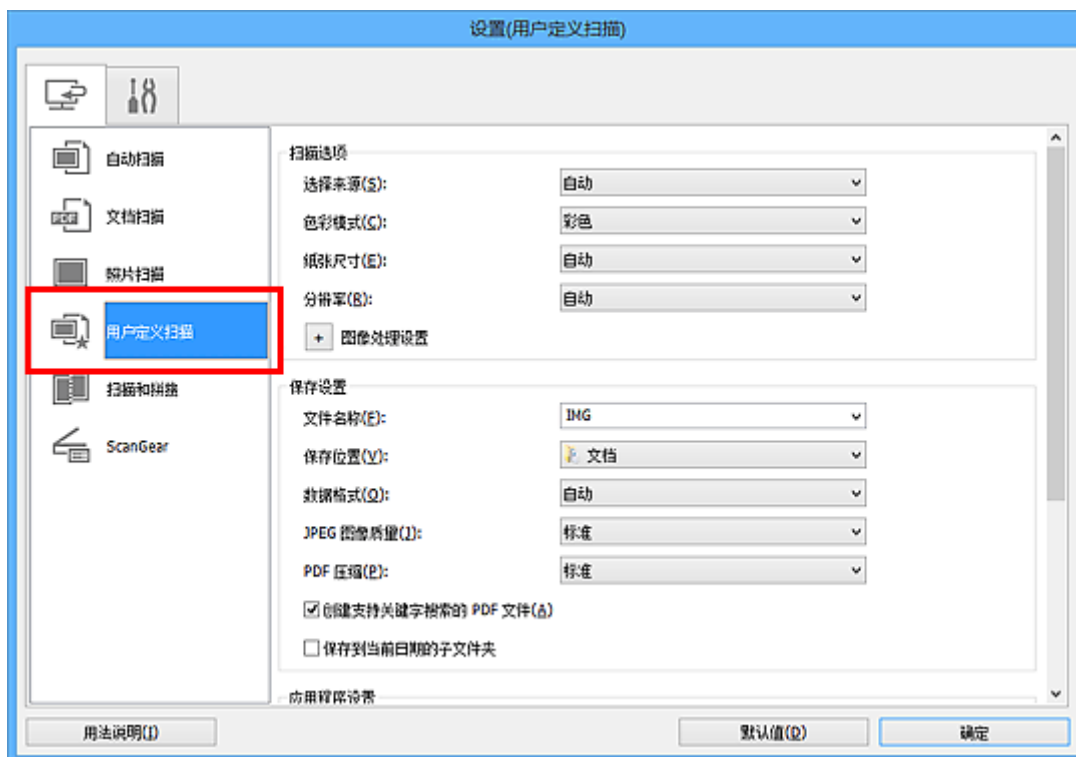 设置(用户定义扫描)
自动扫描
文档扫描
照片扫描
用户定义扫描
扫描和拼接
ScanGear
扫描选项
选择来源(S): 自动
色彩模式(C): 彩色
纸张尺寸(E): 自动
分辨率(R): 自动
+ 图像处理设置
保存设置
文件名称(F): IMG
保存位置(V): 文档
数据格式(O): 自动
JPEG 图像质量(J): 标准
PDF 压缩(P): 标准
创建支持关键字搜索的 PDF 文件(A)
保存到当前日期的子文件夹
应用程序设置
用法说明(I) 默认值(D) 确定